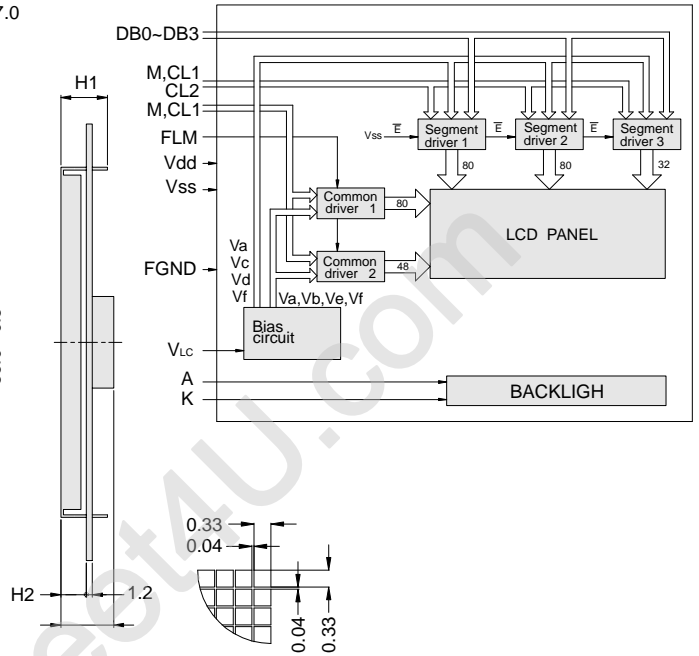 7.0
H1
DB0~DB3
M,CL1
CL2
M,CL1
FLM
Vdd
Vss
FGND
VLC
A
K
Vss
E
Segment
driver 1
E
Segment
driver 2
E
Segment
driver 3
80
80
32
Common
driver 1
80
Common
driver 2
48
LCD PANEL
Va
Vc
Vd
Vf
Va,Vb,Ve,Vf
Bias
circuit
BACKLIGH
H2
1.2
0.33
0.04
0.04
0.33
eet4U.com